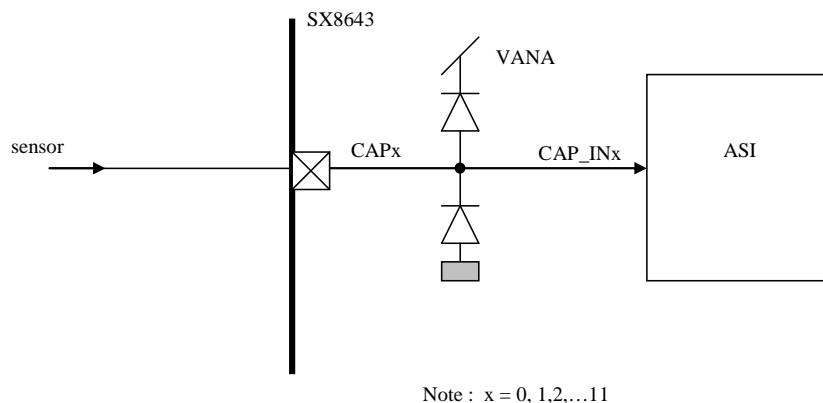 SX8643
VANA
sensor
CAPx
CAP_INx
ASI
Note : x = 0, 1,2,…11